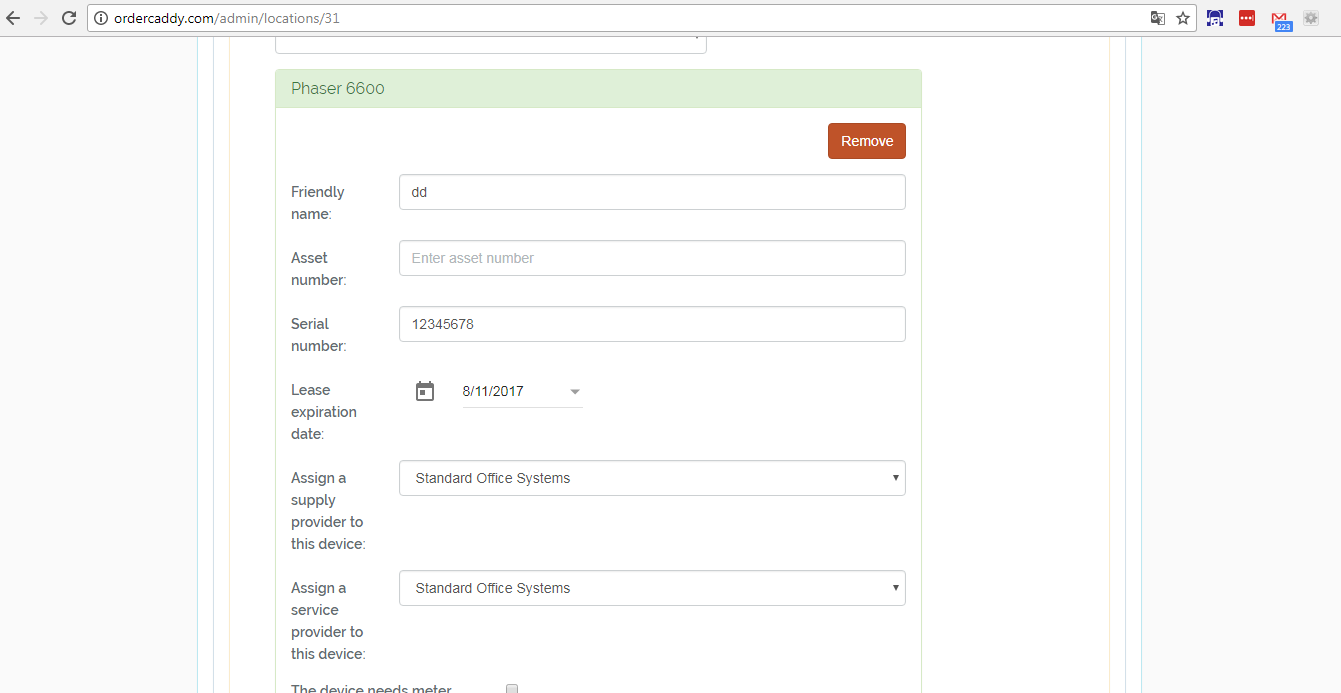 ordercaddy.com/admin/locations/31
223
Phaser 6600
Remove
Friendly
name:
dd
Asset
number:
Enter asset number
Serial
number:
12345678
Lease
expiration
date:
8/11/2017
Assign a
supply
provider to
this device:
Standard Office Systems
Assign a
service
provider to
this device:
Standard Office Systems
The device needs meter